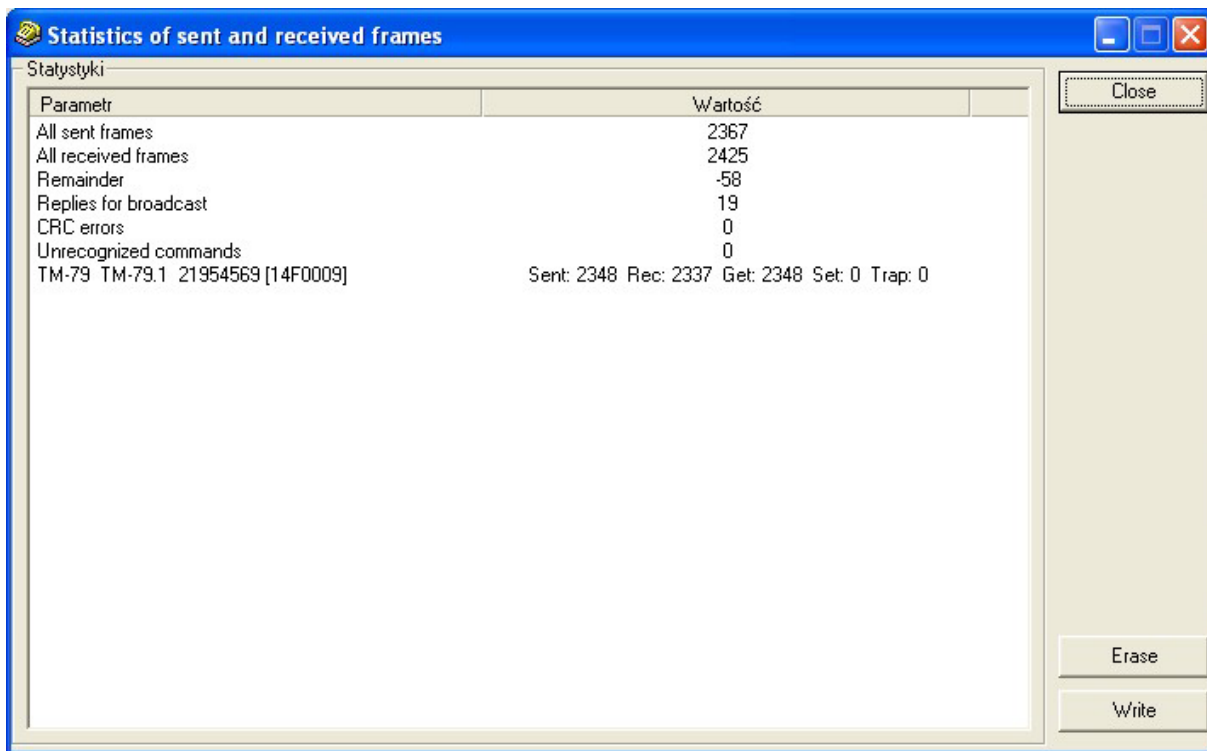 Statistics of sent and received frames
Statystyki
Close
Parametr Wartość
All sent frames 2367
All received frames 2425
Remainder -58
Replies for broadcast 19
CRC errors 0
Unrecognized commands 0
TM-79 TM-79.1 21954569 [14F0009] Sent: 2348 Rec: 2337 Get: 2348 Set: 0 Trap: 0
Erase
Write